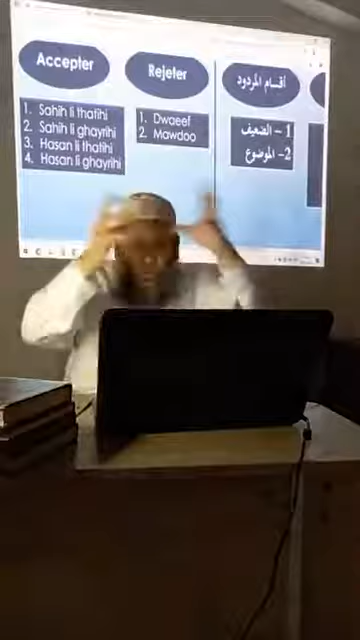 Accepter
1. Sahih li thatihi
2. Sahih li ghayrihi
3. Hasan li thatihi
4. Hasan li ghayrihi
Rejeter
1. Dwaeef
2. Mawdoo
اقسام المردود
1- الضعيف
2- الموضوع